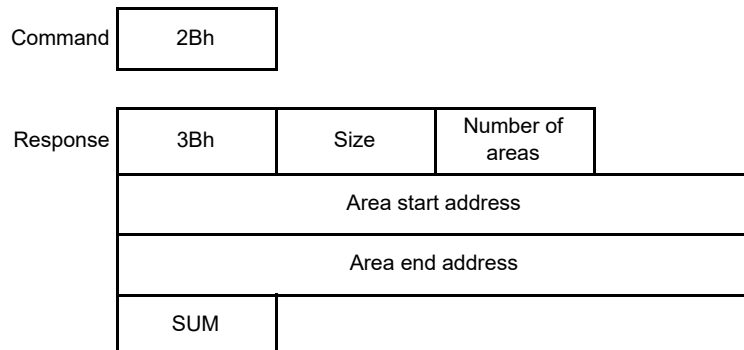 Command 2Bh
Response 3Bh Size Number of
areas
Area start address
Area end address
SUM